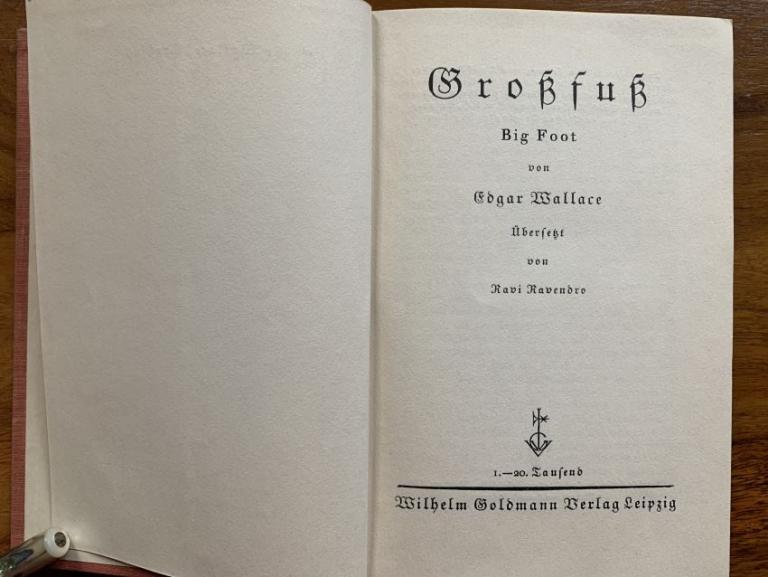 Großfuß
Big Foot
von
Edgar Wallace
Überſetzt
von
Ravi Ravendro
1.—20. Tauſend
Wilhelm Goldmann Verlag Leipzig